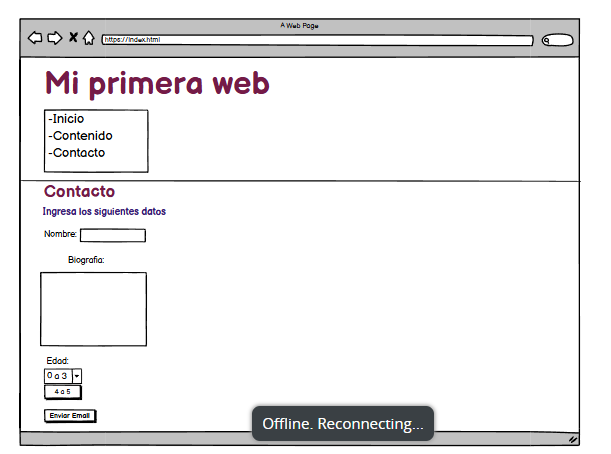 A Web Page
https://index.html
Mi primera web
-Inicio
-Contenido
-Contacto
Contacto
Ingresa los siguientes datos
Nombre:
Biografia:
Edad:
0 a 3
4 a 5
Enviar Email
Offline. Reconnecting...